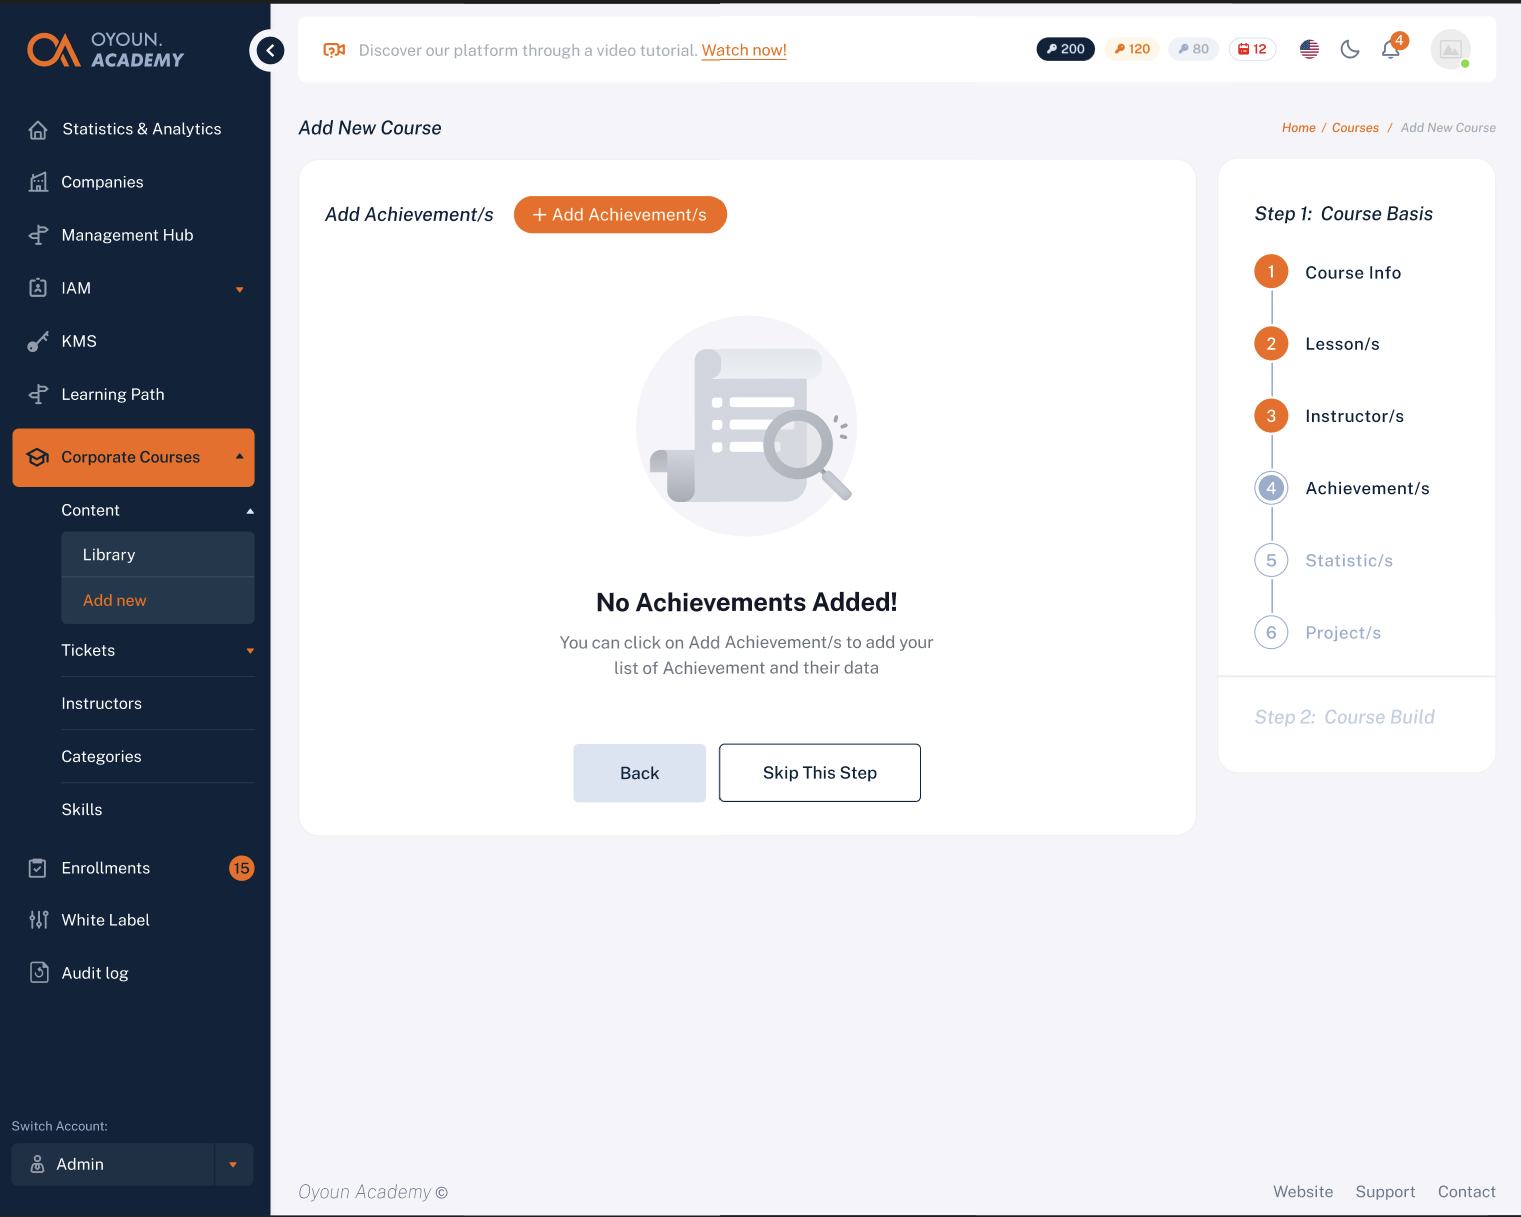 OYOUN.
ACADEMY
Discover our platform through a video tutorial. Watch now!
200
120
80
12
4
Statistics & Analytics
Companies
Management Hub
IAM
KMS
Learning Path
Corporate Courses
Content
Library
Add new
Tickets
Instructors
Categories
Skills
Enrollments
15
White Label
Audit log
Switch Account:
Admin
Add New Course
Home / Courses / Add New Course
Add Achievement/s
+ Add Achievement/s
No Achievements Added!
You can click on Add Achievement/s to add your
list of Achievement and their data
Back
Skip This Step
Step 1: Course Basis
1 Course Info
2 Lesson/s
3 Instructor/s
4 Achievement/s
5 Statistic/s
6 Project/s
Step 2: Course Build
Oyoun Academy ©
Website
Support
Contact